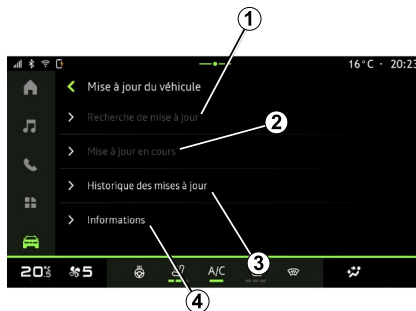 1
16°C · 20:23
Mise à jour du véhicule
Recherche de mise à jour
2
Mise à jour en cours
Historique des mises à jour
Informations
20
5
A/C
3
4